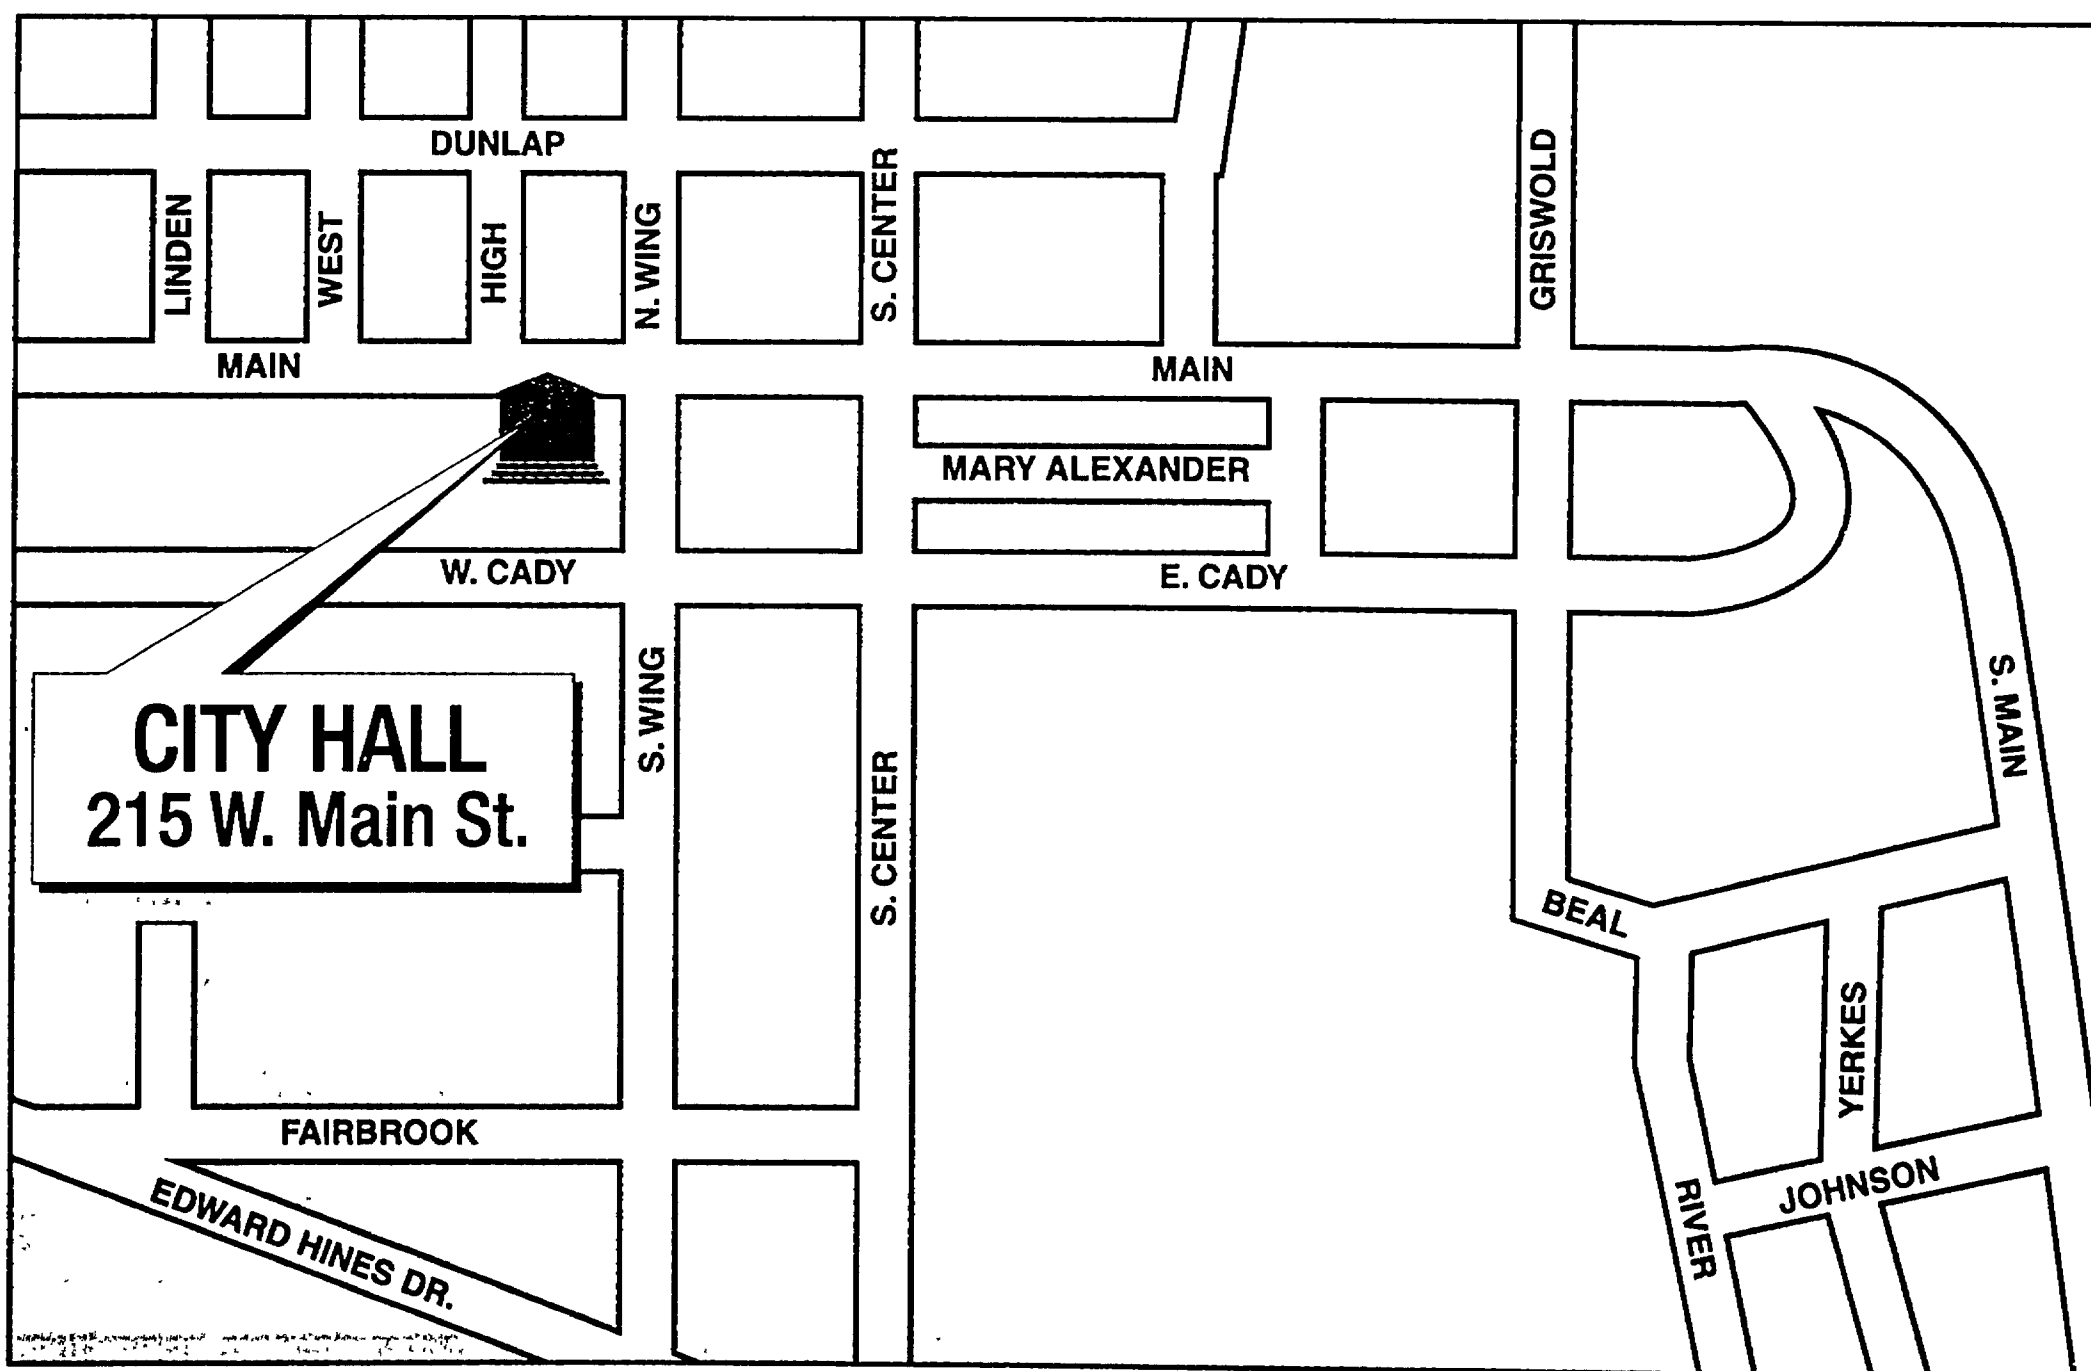 DUNLAP
LINDEN
WEST
HIGH
N. WING
S. CENTER
GRISWOLD
MAIN
MAIN
MARY ALEXANDER
W. CADY
E. CADY
S. WING
S. MAIN
CITY HALL
215 W. Main St.
S. CENTER
BEAL
YERKES
FAIRBROOK
EDWARD HINES DR.
RIVER
JOHNSON